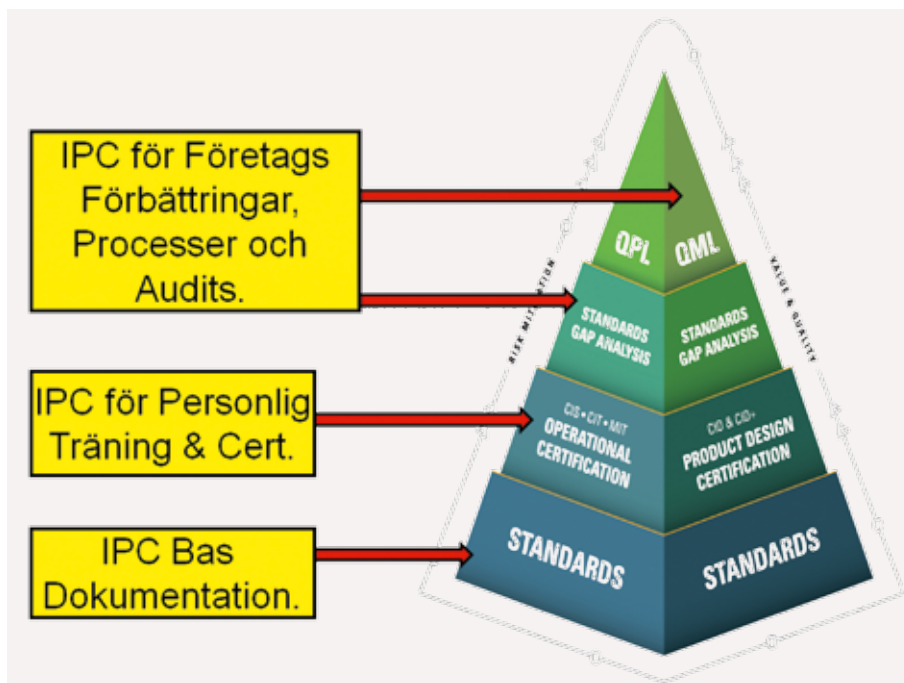 IPC för Företags
Förbättringar,
Processer och
Audits.
IPC för Personlig
Träning & Cert.
IPC Bas
Dokumentation.
QPL
QML
RISK MITIGATION
VALUE & QUALITY
STANDARDS
GAP ANALYSIS
STANDARDS
GAP ANALYSIS
CIS • CIT • MIT
OPERATIONAL
CERTIFICATION
CID & CID+
PRODUCT DESIGN
CERTIFICATION
STANDARDS
STANDARDS